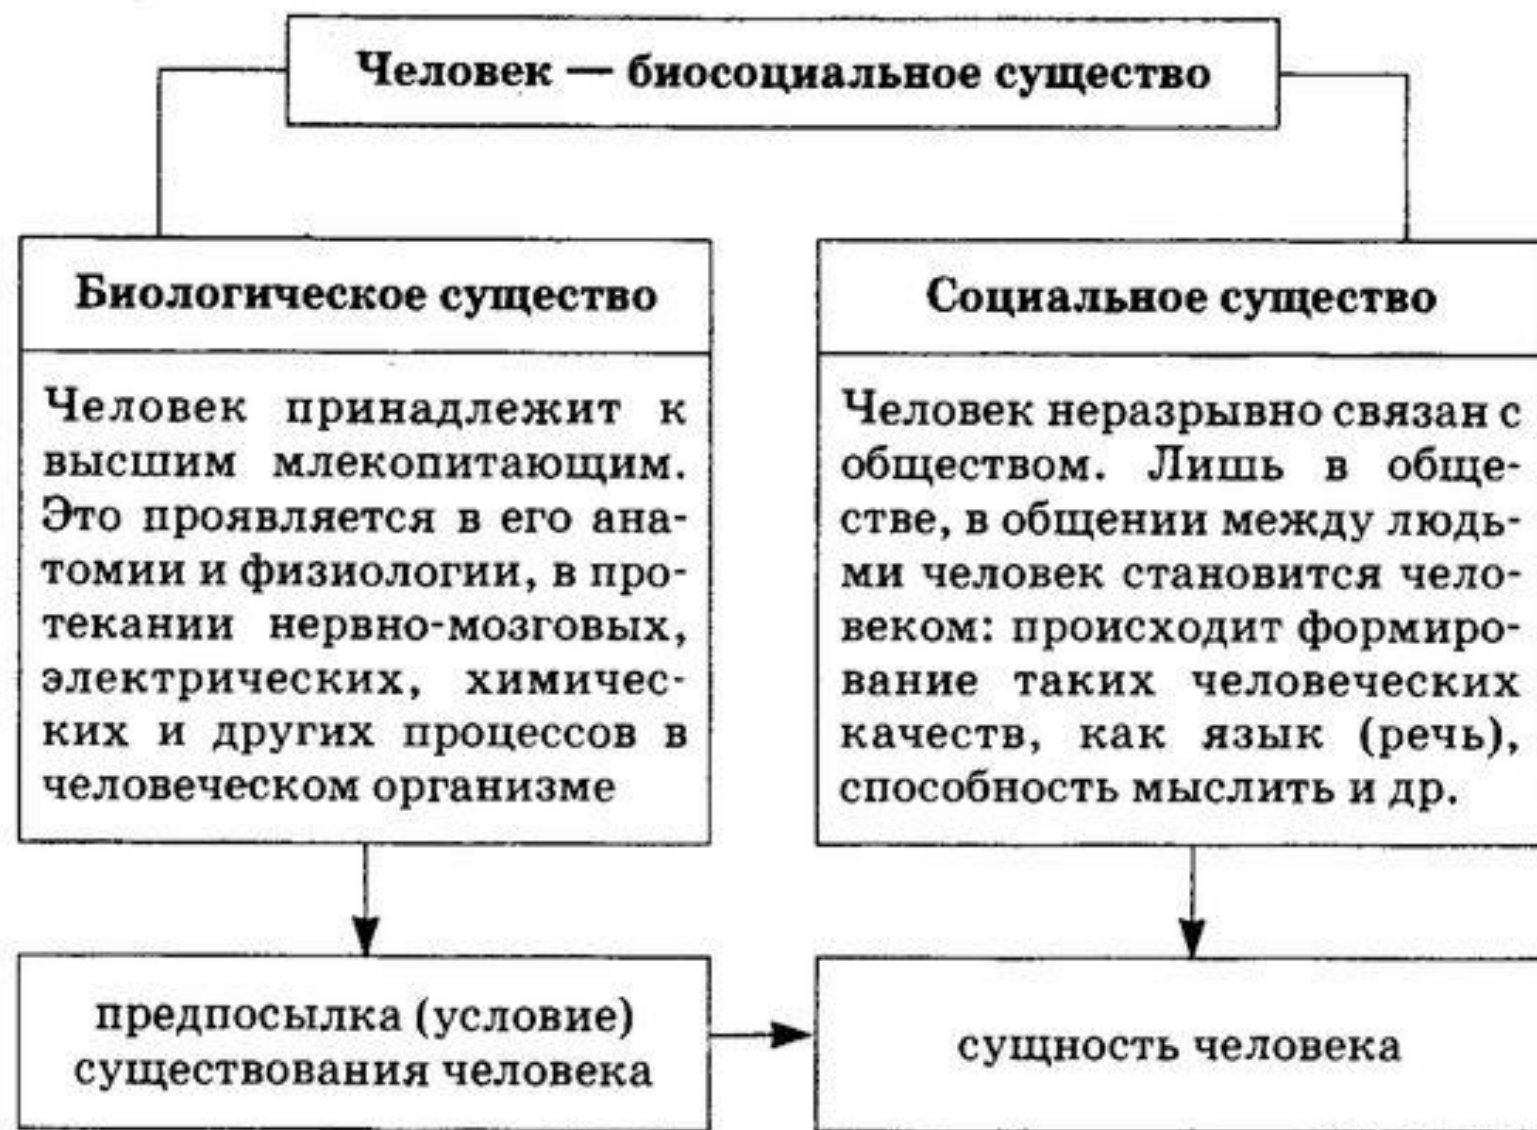 Человек — биосоциальное существо
Биологическое существо
Человек принадлежит к
высшим млекопитающим.
Это проявляется в его ана-
томии и физиологии, в про-
текании нервно-мозговых,
электрических, химичес-
ких и других процессов в
человеческом организме
Социальное существо
Человек неразрывно связан с
обществом. Лишь в обще-
стве, в общении между людь-
ми человек становится чело-
веком: происходит формиро-
вание таких человеческих
качеств, как язык (речь),
способность мыслить и др.
предпосылка (условие)
существования человека
сущность человека